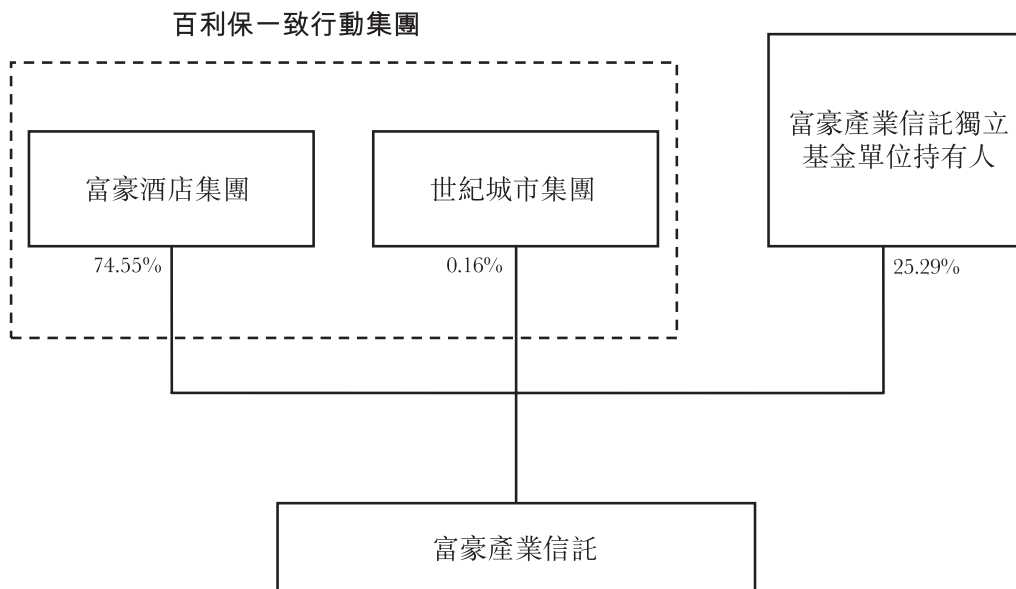 百利保一致行動集團
富豪酒店集團
世紀城市集團
富豪產業信託獨立
基金單位持有人
74.55%
0.16%
25.29%
富豪產業信託